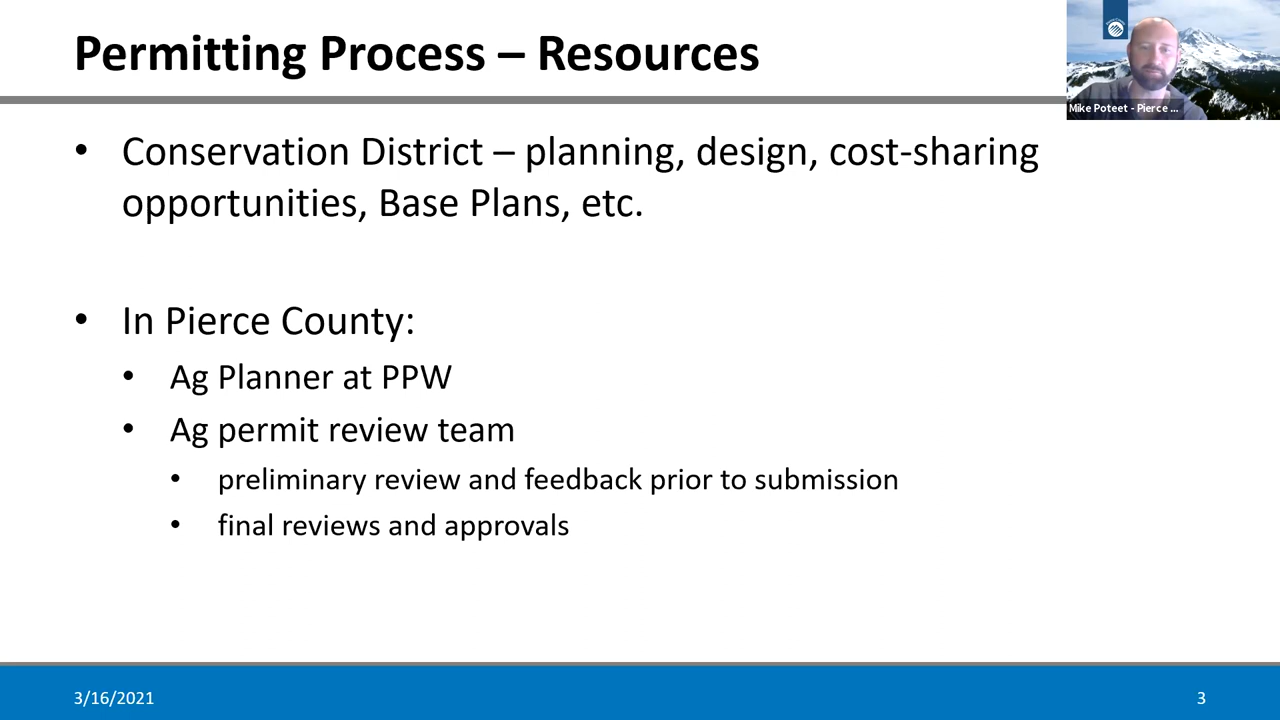 Permitting Process – Resources
Mike Poteet - Pierce ...
• Conservation District – planning, design, cost-sharing
opportunities, Base Plans, etc.
• In Pierce County:
• Ag Planner at PPW
• Ag permit review team
• preliminary review and feedback prior to submission
• final reviews and approvals
3/16/2021
3